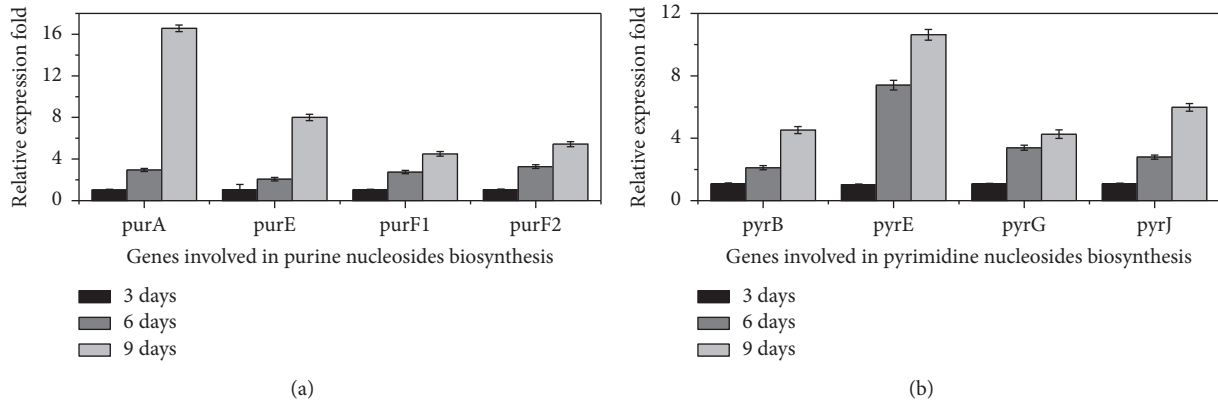 Relative expression fold
16
12
8
4
0
purA purE purF1 purF2
Genes involved in purine nucleosides biosynthesis
3 days
6 days
9 days
(a)
Relative expression fold
12
8
4
0
pyrB pyrE pyrG pyrJ
Genes involved in pyrimidine nucleosides biosynthesis
3 days
6 days
9 days
(b)